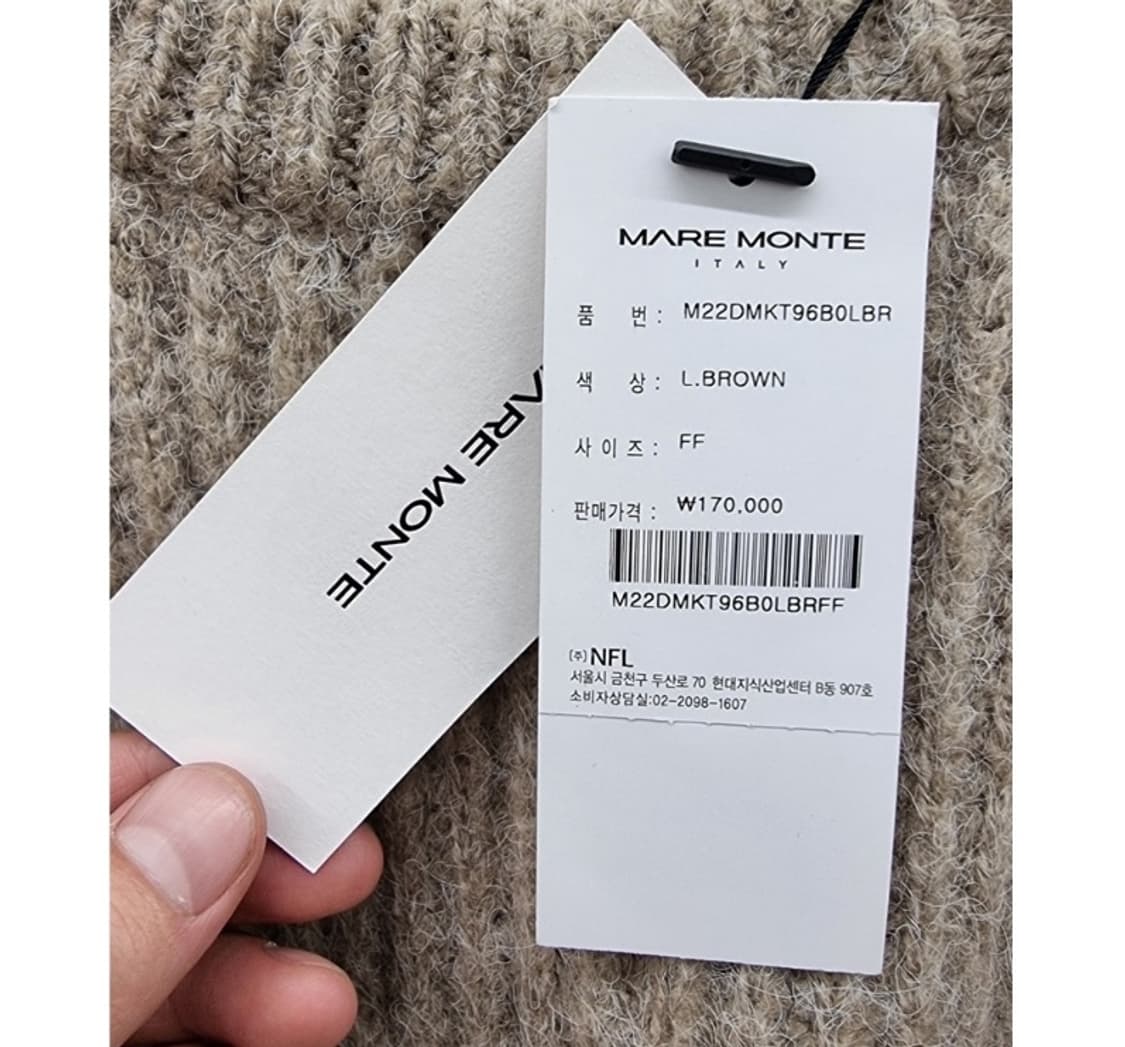 MARE MONTE
ITALY
품 번 : M22DMKT96B0LBR
색 상 : L.BROWN
사 이 즈 : FF
판매가격 : ₩170,000
M22DMKT96B0LBRFF
(주) NFL
서울시 금천구 두산로 70 현대지식산업센터 B동 907호
소비자상담실:02-2098-1607
MARE MONTE